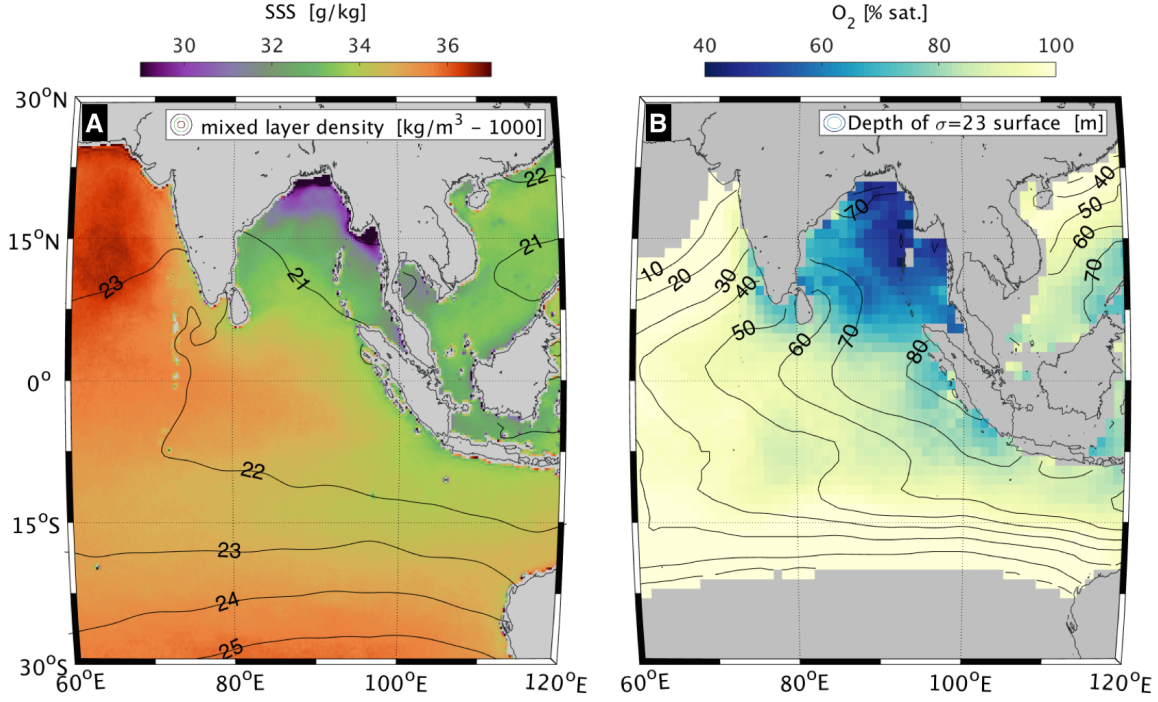 SSS [g/kg]
30 32 34 36
A
mixed layer density [kg/m³ − 1000]
30°N
15°N
0°
15°S
30°S
60°E 80°E 100°E 120°E
22
21
23
21
22
23
24
25
O₂ [% sat.]
40 60 80 100
B
Depth of σ=23 surface [m]
40
70
50
60
10
20
30
40
70
50
60
70
80
60°E 80°E 100°E 120°E